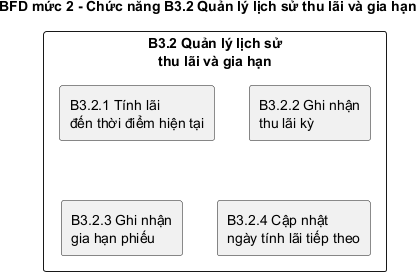 BFD mức 2 - Chức năng B3.2 Quản lý lịch sử thu lãi và gia hạn
B3.2 Quản lý lịch sử
thu lãi và gia hạn
B3.2.1 Tính lãi
đến thời điểm hiện tại
B3.2.2 Ghi nhận
thu lãi kỳ
B3.2.3 Ghi nhận
gia hạn phiếu
B3.2.4 Cập nhật
ngày tính lãi tiếp theo